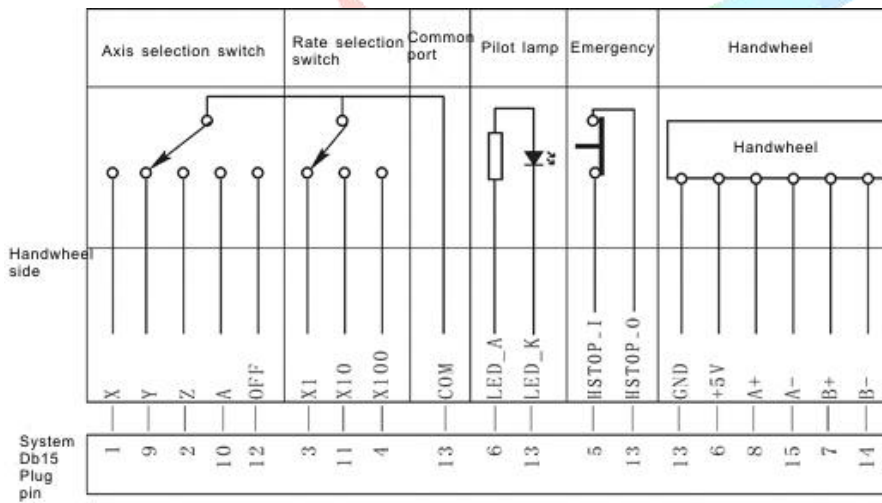 Axis selection switch
Rate selection
switch
Common
port
Pilot lamp
Emergency
Handwheel
Handwheel
Handwheel
side
X
Y
Z
A
OFF
X1
X10
X100
COM
LED_A
LED_K
HSTOP_I
HSTOP_O
GND
+5V
A+
A-
B+
B-
System
Db15
Plug
pin
1
9
2
10
12
3
11
4
13
6
13
5
13
13
6
8
15
7
14